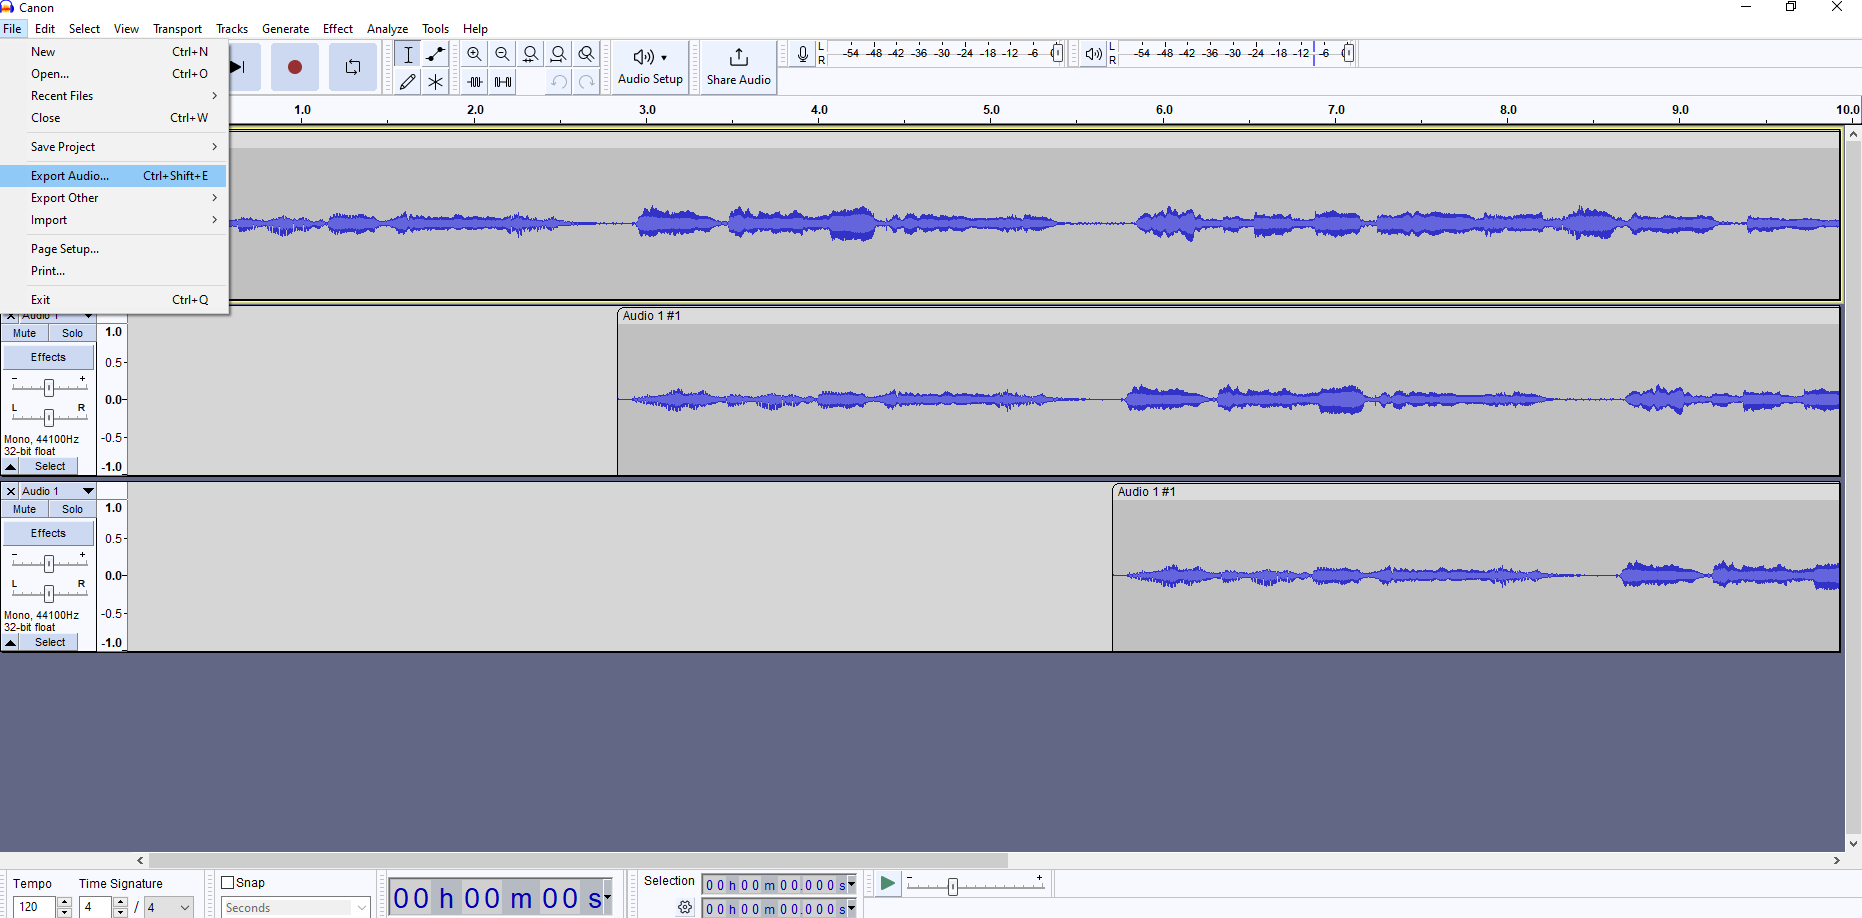 Canon
File Edit Select View Transport Tracks Generate Effect Analyze Tools Help
New Ctrl+N
Open... Ctrl+O
Recent Files
Close Ctrl+W
Save Project
Export Audio... Ctrl+Shift+E
Export Other
Import
Page Setup...
Print...
Exit Ctrl+Q
Audio Setup
Share Audio
L
R
-54 -48 -42 -36 -30 -24 -18 -12 -6 0
L
R
-54 -48 -42 -36 -30 -24 -18 -12 -6 0
1.0 2.0 3.0 4.0 5.0 6.0 7.0 8.0 9.0 10.0
Audio 1
Mute Solo
Effects
- +
L R
Mono, 44100Hz
32-bit float
Select
1.0
0.5
0.0
-0.5
-1.0
Audio 1 #1
Audio 1
Mute Solo
Effects
- +
L R
Mono, 44100Hz
32-bit float
Select
1.0
0.5
0.0
-0.5
-1.0
Audio 1 #1
Tempo
120
Time Signature
4 / 4
Snap
Seconds
00 h 00 m 00 s
Selection
00 h 00 m 00.000 s
00 h 00 m 00.000 s
- +